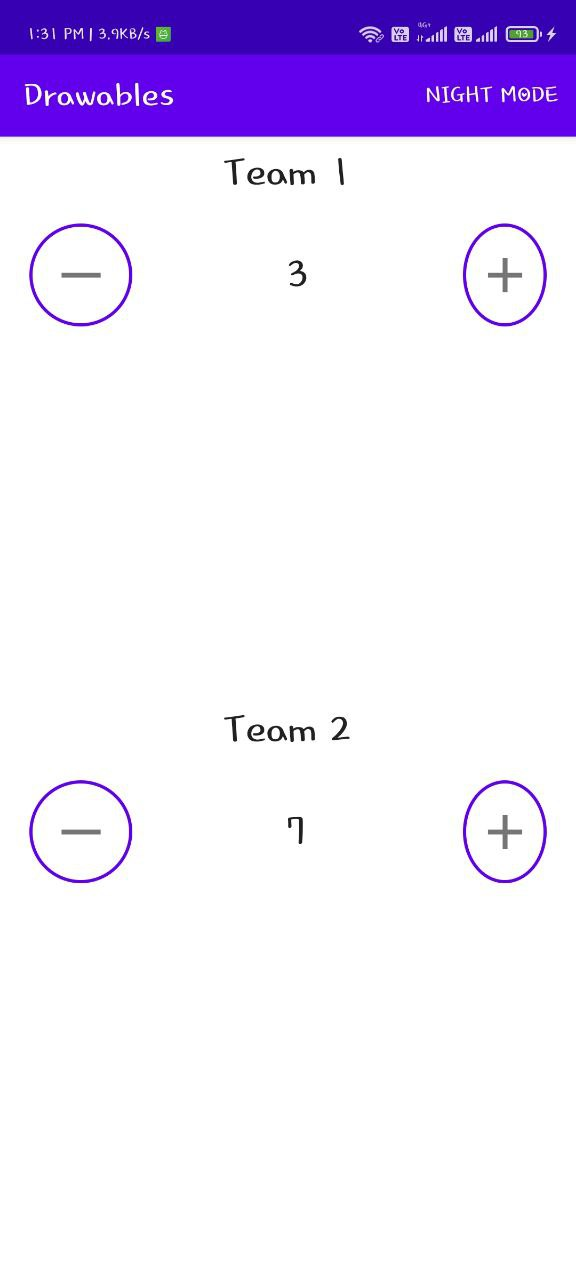 1:31 PM | 3.9KB/s
Vo LTE 4G+ Vo LTE 93
Drawables
NIGHT MODE
Team 1
3
Team 2
7